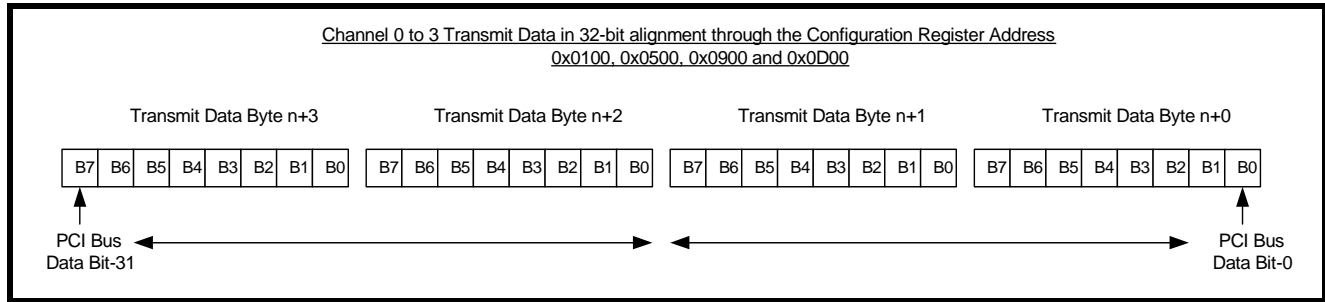 Channel 0 to 3 Transmit Data in 32-bit alignment through the Configuration Register Address
0x0100, 0x0500, 0x0900 and 0x0D00
Transmit Data Byte n+3 Transmit Data Byte n+2 Transmit Data Byte n+1 Transmit Data Byte n+0
B7 B6 B5 B4 B3 B2 B1 B0 B7 B6 B5 B4 B3 B2 B1 B0 B7 B6 B5 B4 B3 B2 B1 B0 B7 B6 B5 B4 B3 B2 B1 B0
PCI Bus PCI Bus
Data Bit-31 Data Bit-0